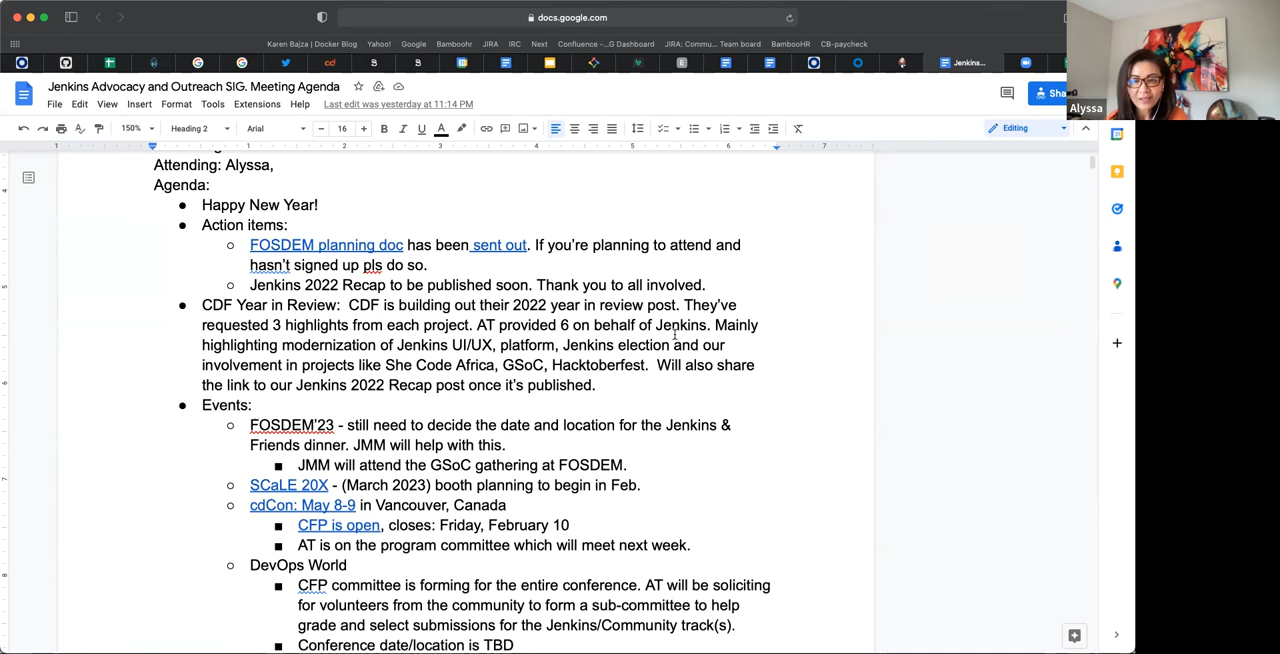 docs.google.com
Karen Bajza | Docker Blog Yahoo! Google Bamboohr JIRA IRC Next Confluence -...G Dashboard JIRA: Commu... Team board BambooHR CB-paycheck
Jenkins...
Jenkins Advocacy and Outreach SIG. Meeting Agenda
Sha
Alyssa
File Edit View Insert Format Tools Extensions Help Last edit was yesterday at 11:14 PM
150% Heading 2 Arial 16 B I U A Editing
1 1 2 3 4 5 6 7
Attending: Alyssa,
Agenda:
● Happy New Year!
● Action items:
○ FOSDEM planning doc has been sent out. If you're planning to attend and
hasn't signed up pls do so.
○ Jenkins 2022 Recap to be published soon. Thank you to all involved.
● CDF Year in Review: CDF is building out their 2022 year in review post. They've
requested 3 highlights from each project. AT provided 6 on behalf of Jenkins. Mainly
highlighting modernization of Jenkins UI/UX, platform, Jenkins election and our
involvement in projects like She Code Africa, GSoC, Hacktoberfest. Will also share
the link to our Jenkins 2022 Recap post once it's published.
● Events:
○ FOSDEM'23 - still need to decide the date and location for the Jenkins &
Friends dinner. JMM will help with this.
■ JMM will attend the GSoC gathering at FOSDEM.
○ SCaLE 20X - (March 2023) booth planning to begin in Feb.
○ cdCon: May 8-9 in Vancouver, Canada
■ CFP is open, closes: Friday, February 10
■ AT is on the program committee which will meet next week.
○ DevOps World
■ CFP committee is forming for the entire conference. AT will be soliciting
for volunteers from the community to form a sub-committee to help
grade and select submissions for the Jenkins/Community track(s).
■ Conference date/location is TBD